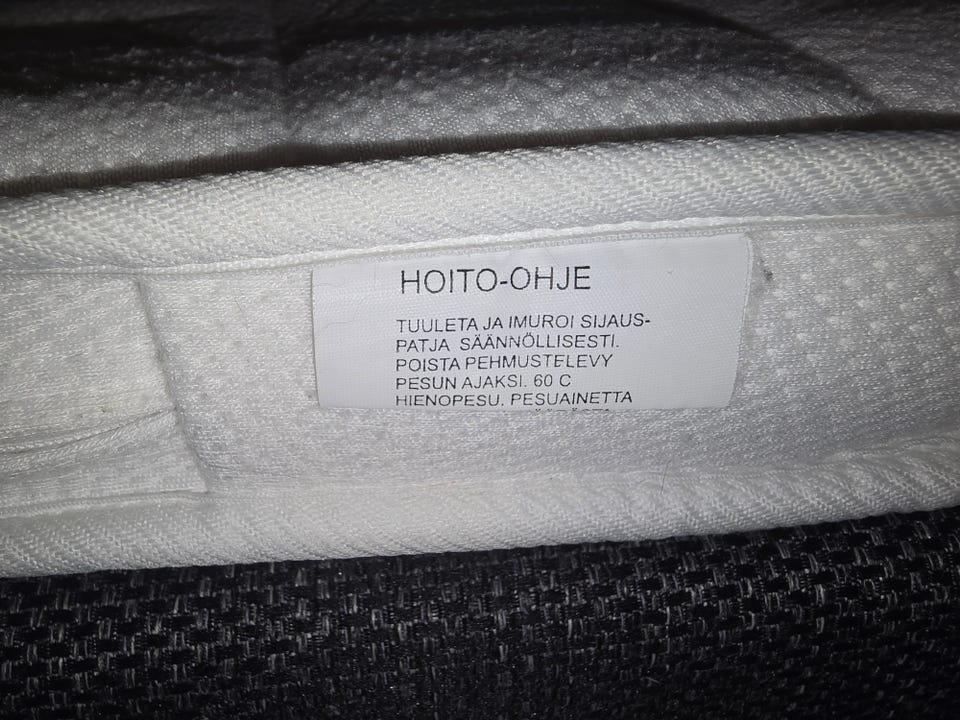 HOITO-OHJE
TUULETA JA IMUROI SIJAUS-
PATJA SÄÄNNÖLLISESTI.
POISTA PEHMUSTELEVY
PESUN AJAKSI. 60 C
HIENOPESU. PESUAINETTA